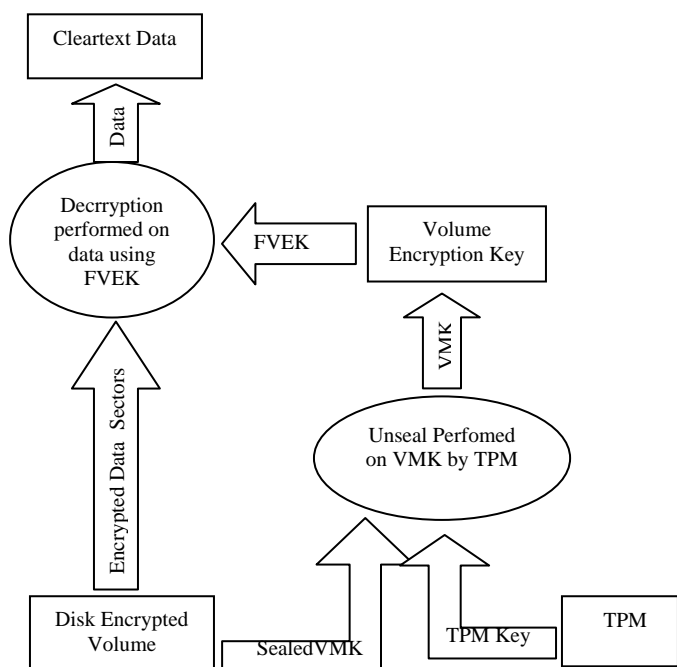 Cleartext Data
Data
Decrryption
performed on
data using
FVEK
FVEK
Volume
Encryption Key
VMK
Encrypted Data Sectors
Unseal Perfomed
on VMK by TPM
Disk Encrypted
Volume
SealedVMK
TPM Key
TPM